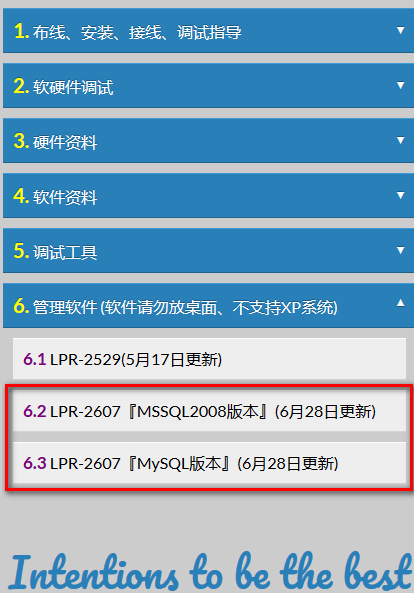 1. 布线、安装、接线、调试指导
2. 软硬件调试
3. 硬件资料
4. 软件资料
5. 调试工具
6. 管理软件 (软件请勿放桌面、不支持XP系统)
6.1 LPR-2529(5月17日更新)
6.2 LPR-2607『MSSQL2008版本』(6月28日更新)
6.3 LPR-2607『MySQL版本』(6月28日更新)
Intentions to be the best